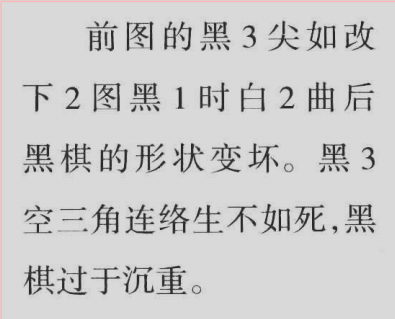 前图的黑3尖如改
下2图黑1时白2曲后
黑棋的形状变坏。黑3
空三角连络生不如死,黑
棋过于沉重。